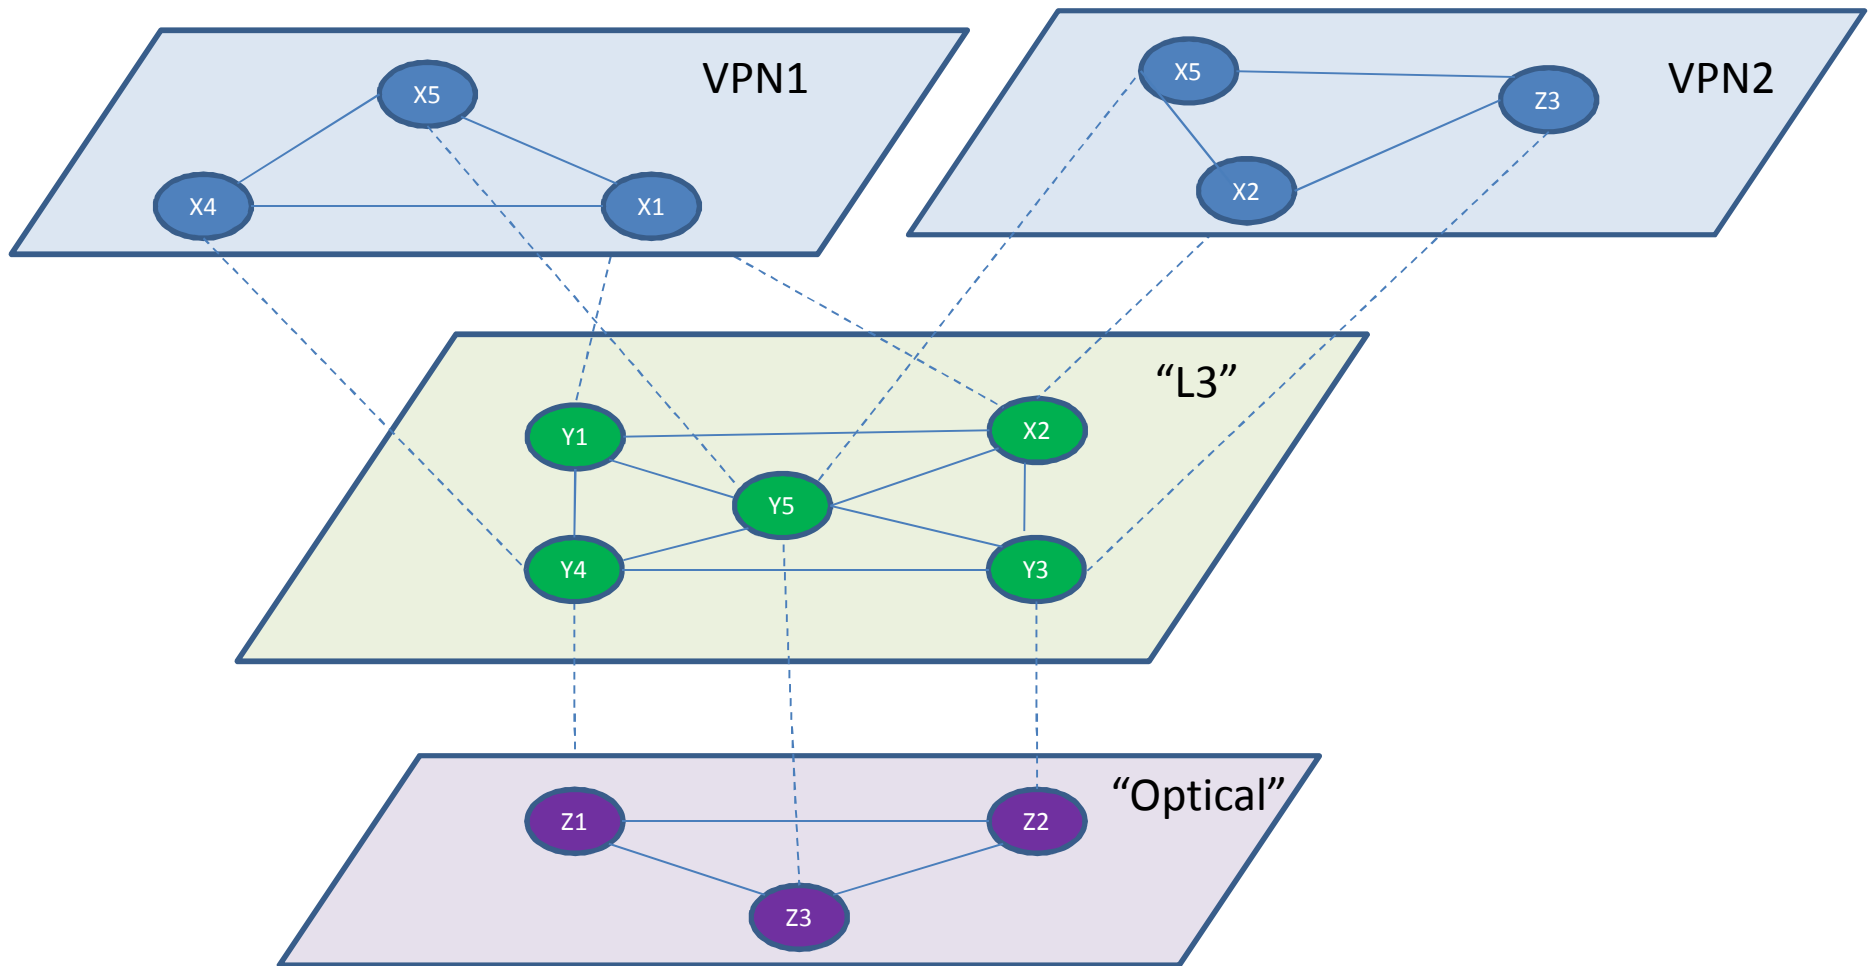 VPN1
X5
X4
X1
VPN2
X5
Z3
X2
“L3”
Y1
X2
Y5
Y4
Y3
“Optical”
Z1
Z2
Z3